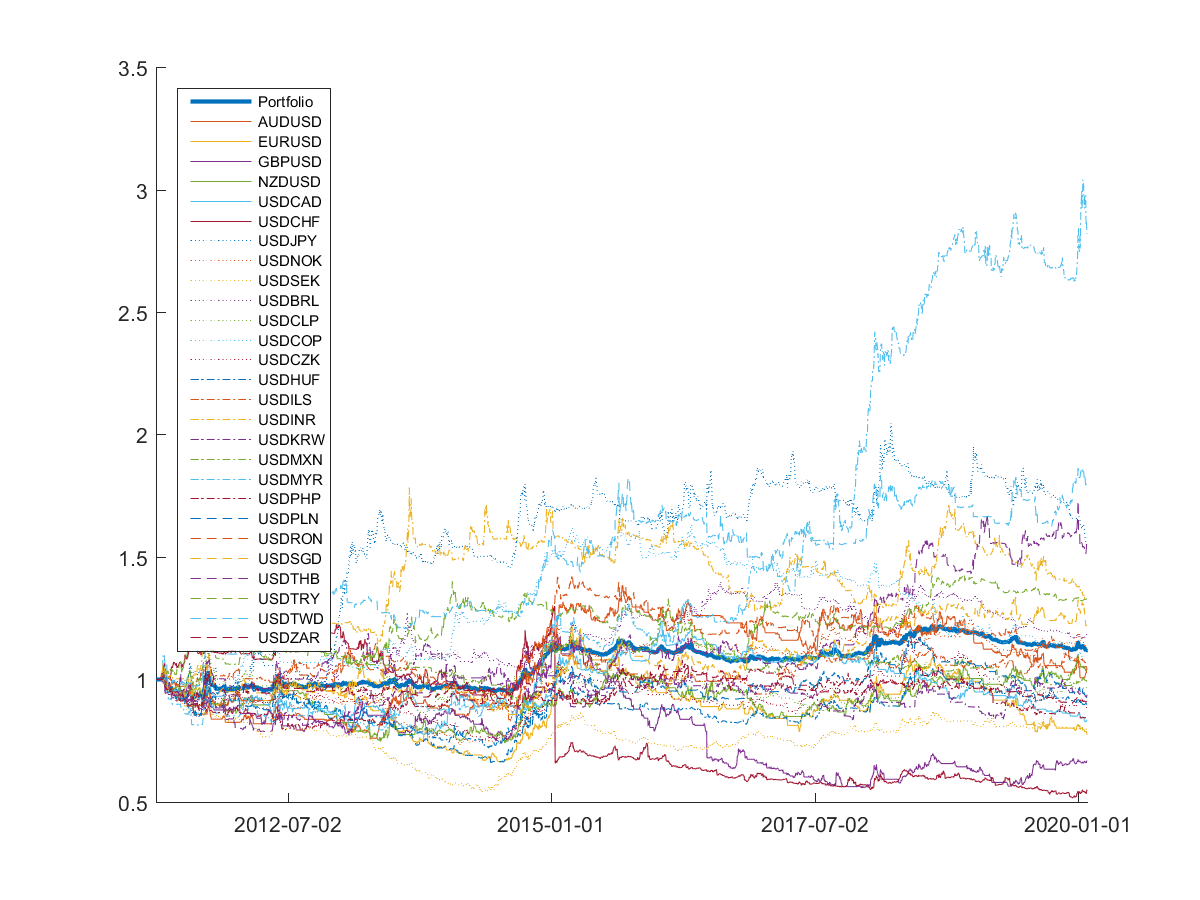 3.5
3
2.5
2
1.5
1
0.5
Portfolio
AUDUSD
EURUSD
GBPUSD
NZDUSD
USDCAD
USDCHF
USDJPY
USDNOK
USDSEK
USDBRL
USDCLP
USDCOP
USDCZK
USDHUF
USDILS
USDINR
USDKRW
USDMXN
USDMYR
USDPHP
USDPLN
USDRON
USDSGD
USDTHB
USDTRY
USDTWD
USDZAR
2012-07-02 2015-01-01 2017-07-02 2020-01-01